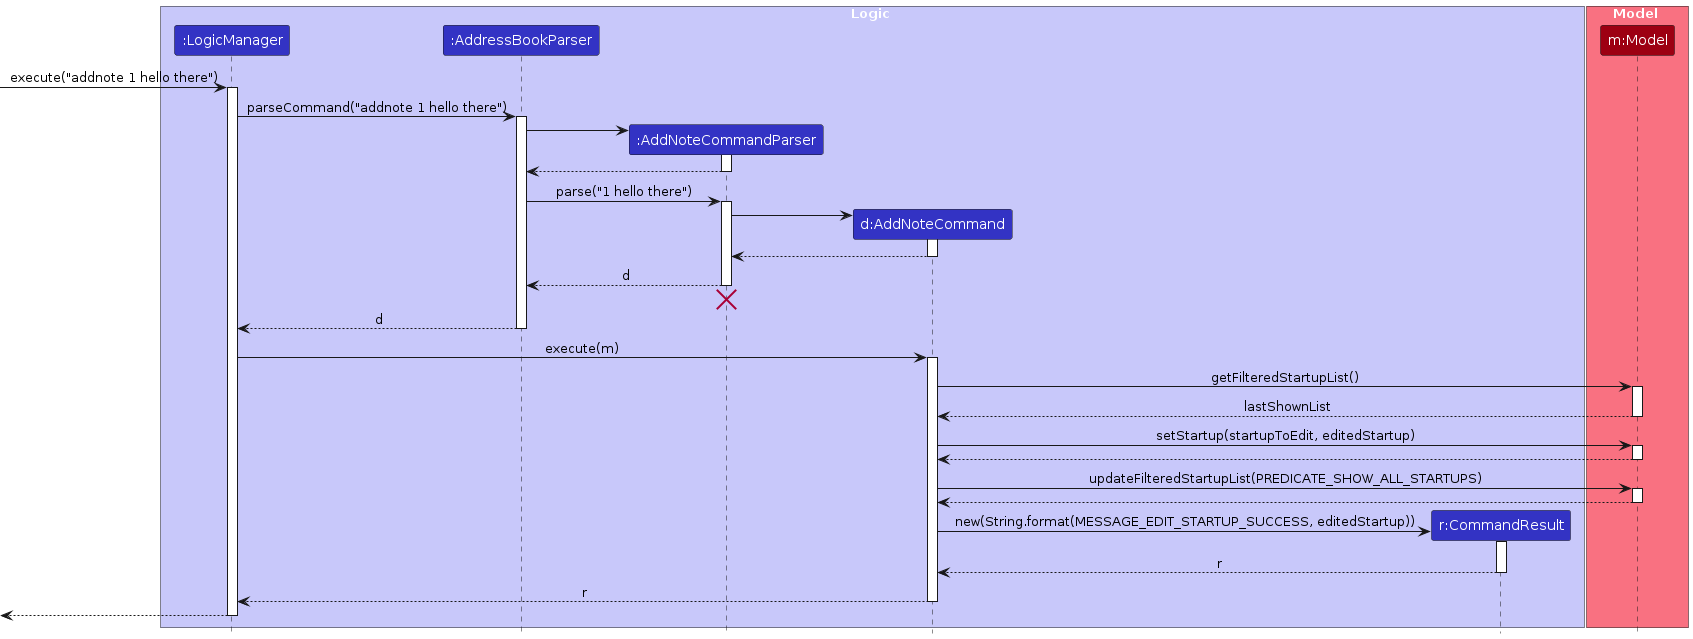 Logic
Model
:LogicManager
:AddressBookParser
m:Model
execute("addnote 1 hello there")
parseCommand("addnote 1 hello there")
:AddNoteCommandParser
parse("1 hello there")
d:AddNoteCommand
d
d
execute(m)
getFilteredStartupList()
lastShownList
setStartup(startupToEdit, editedStartup)
updateFilteredStartupList(PREDICATE_SHOW_ALL_STARTUPS)
new(String.format(MESSAGE_EDIT_STARTUP_SUCCESS, editedStartup))
r:CommandResult
r
r